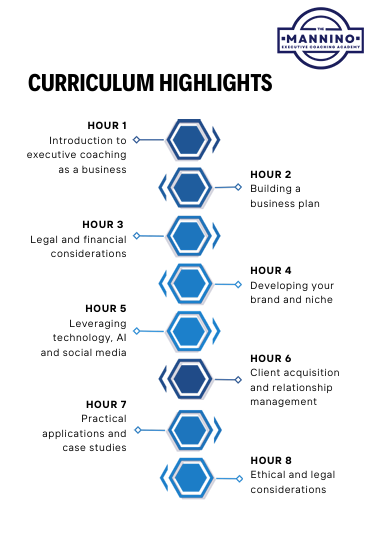 THE
MANNINO
EXECUTIVE COACHING ACADEMY
CURRICULUM HIGHLIGHTS
HOUR 1
Introduction to
executive coaching
as a business
HOUR 2
Building a
business plan
HOUR 3
Legal and financial
considerations
HOUR 4
Developing your
brand and niche
HOUR 5
Leveraging
technology, AI
and social media
HOUR 6
Client acquisition
and relationship
management
HOUR 7
Practical
applications and
case studies
HOUR 8
Ethical and legal
considerations